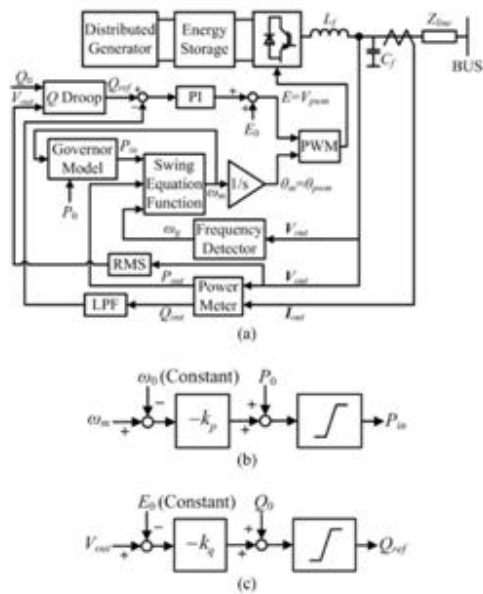 Distributed Generator
Energy Storage
L_f
Z_line
C_f
BUS
Q_0
V_out
Q Droop
Q_ref
+
−
PI
+
+
E_0
E=V_pwm
PWM
Governor Model
P_in
P_0
Swing Equation Function
ω_m
1/s
θ_m=θ_pwm
ω_g
Frequency Detector
V_out
RMS
P_out
Power Meter
V_out
LPF
Q_out
I_out
(a)
ω_0 (Constant)
P_0
ω_m
+
−
−k_p
+
+
P_in
(b)
E_0 (Constant)
Q_0
V_out
+
−
−k_q
+
+
Q_ref
(c)